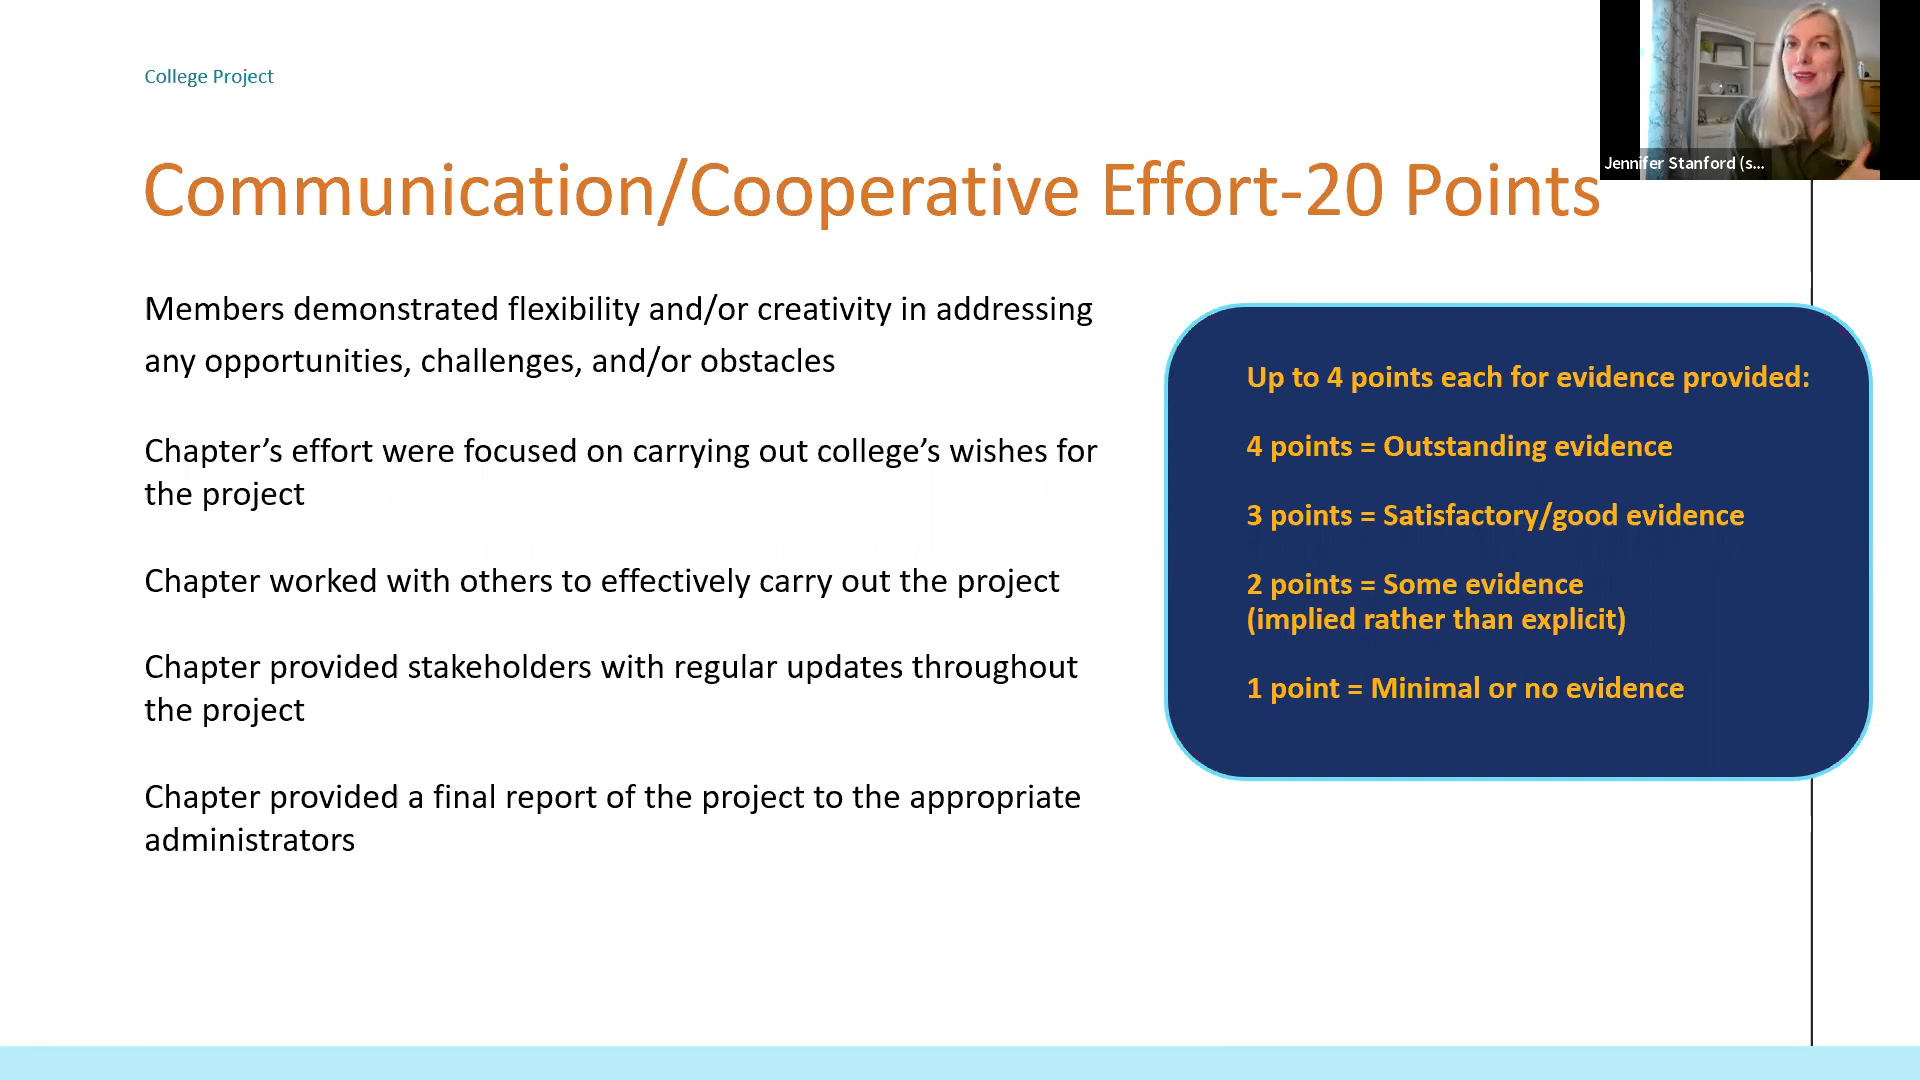 College Project
Communication/Cooperative Effort-20 Points
Jennifer Stanford (s...
Members demonstrated flexibility and/or creativity in addressing
any opportunities, challenges, and/or obstacles
Chapter’s effort were focused on carrying out college’s wishes for
the project
Chapter worked with others to effectively carry out the project
Chapter provided stakeholders with regular updates throughout
the project
Chapter provided a final report of the project to the appropriate
administrators
Up to 4 points each for evidence provided:
4 points = Outstanding evidence
3 points = Satisfactory/good evidence
2 points = Some evidence
(implied rather than explicit)
1 point = Minimal or no evidence